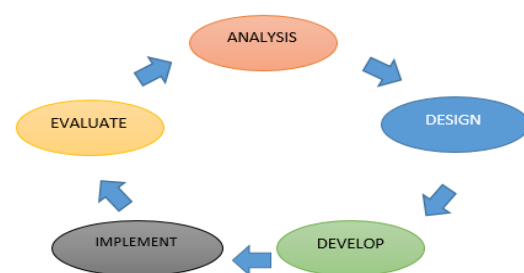 ANALYSIS
DESIGN
DEVELOP
IMPLEMENT
EVALUATE